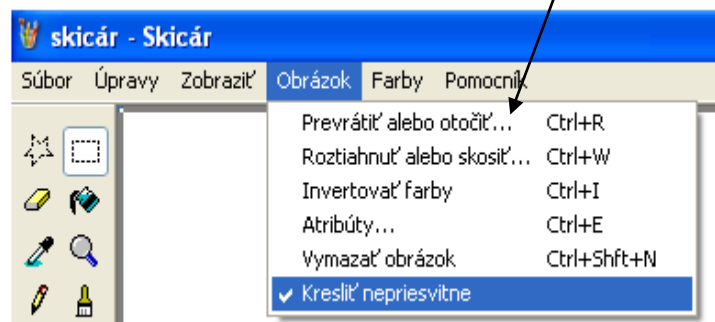 skicár - Skicár
Súbor Úpravy Zobraziť Obrázok Farby Pomocník
Prevrátiť alebo otočiť... Ctrl+R
Roztiahnuť alebo skosiť... Ctrl+W
Invertovať farby Ctrl+I
Atribúty... Ctrl+E
Vymazať obrázok Ctrl+Shft+N
Kresliť nepriesvitne